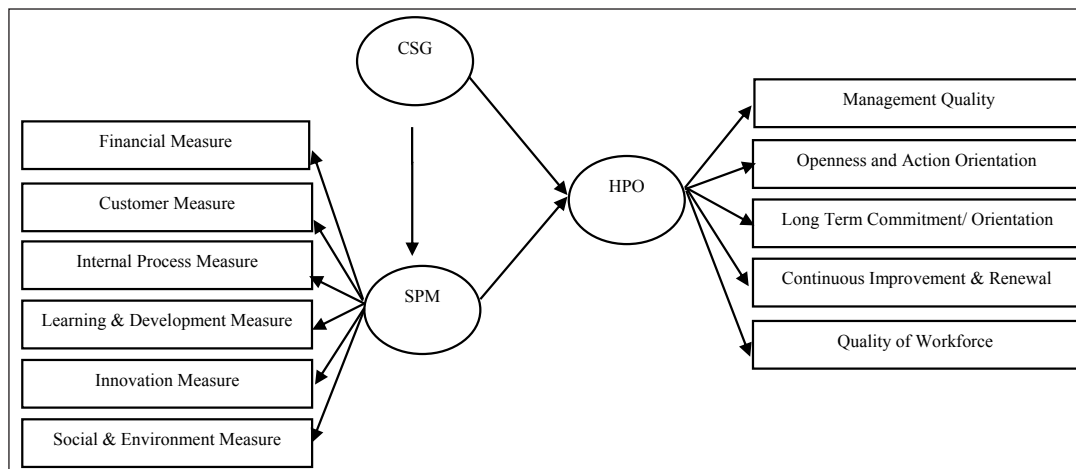 CSG
Financial Measure
Customer Measure
Internal Process Measure
Learning & Development Measure
Innovation Measure
Social & Environment Measure
SPM
HPO
Management Quality
Openness and Action Orientation
Long Term Commitment/ Orientation
Continuous Improvement & Renewal
Quality of Workforce